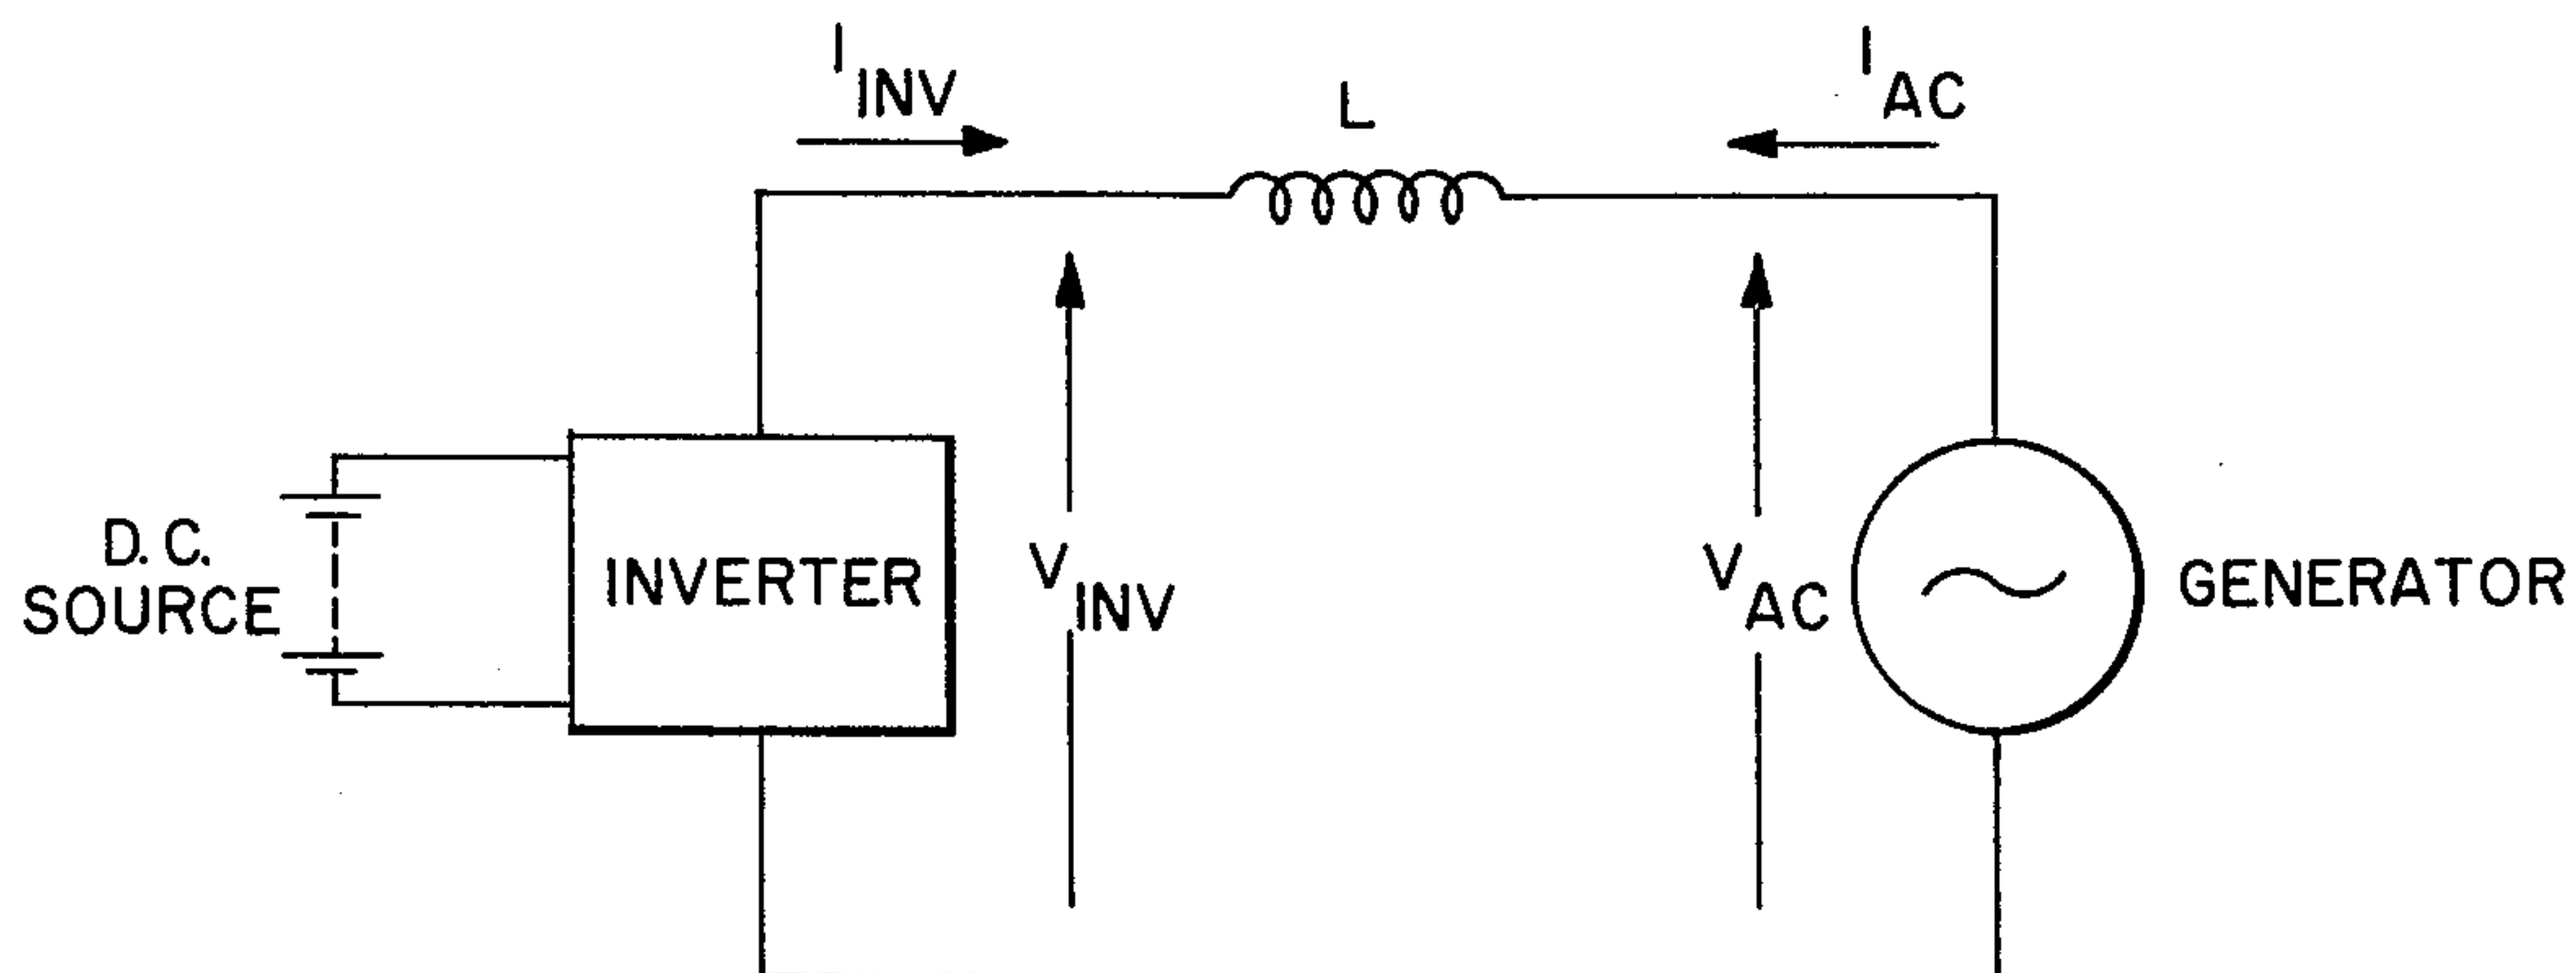 I INV
L
I AC
D. C.
SOURCE
INVERTER
V INV
V AC
GENERATOR